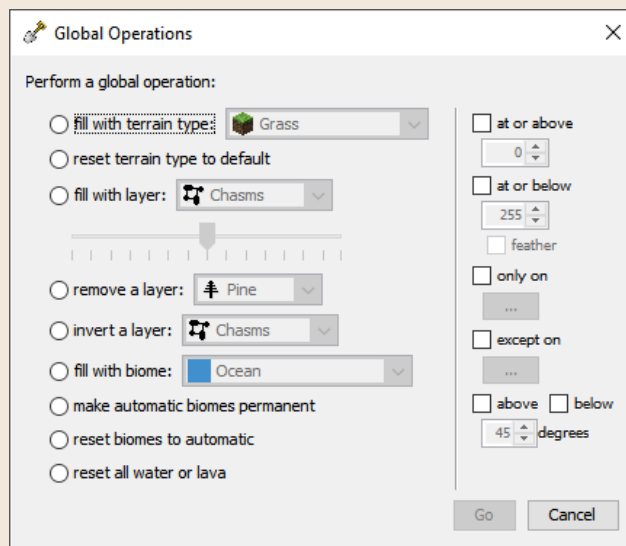 Global Operations
Perform a global operation:
fill with terrain type: Grass
reset terrain type to default
fill with layer: Chasms
remove a layer: Pine
invert a layer: Chasms
fill with biome: Ocean
make automatic biomes permanent
reset biomes to automatic
reset all water or lava
at or above
0
at or below
255
feather
only on
...
except on
...
above below
45 degrees
Go Cancel